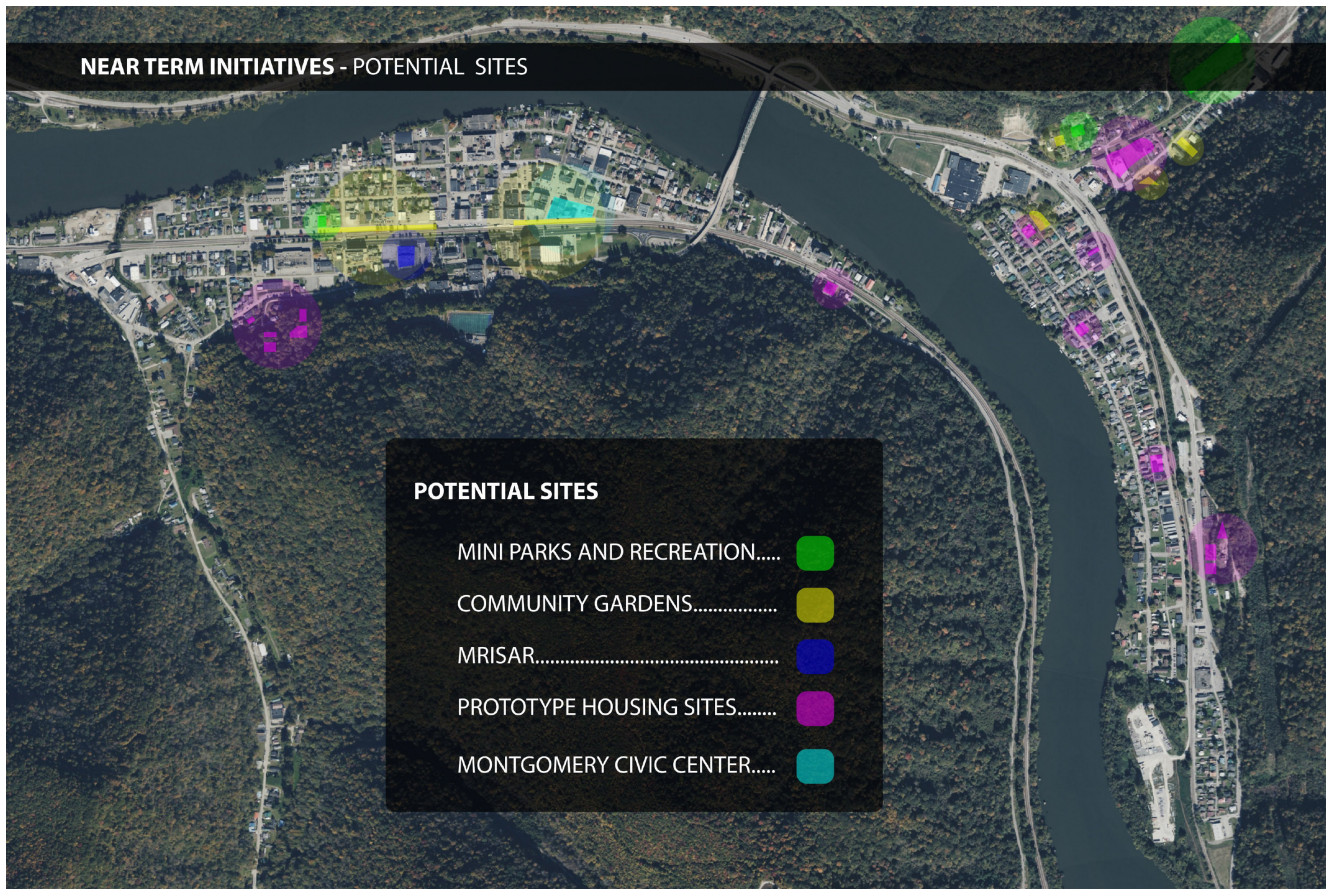 NEAR TERM INITIATIVES - POTENTIAL SITES
POTENTIAL SITES
MINI PARKS AND RECREATION.....
COMMUNITY GARDENS.................
MRISAR.................................................
PROTOTYPE HOUSING SITES........
MONTGOMERY CIVIC CENTER.....